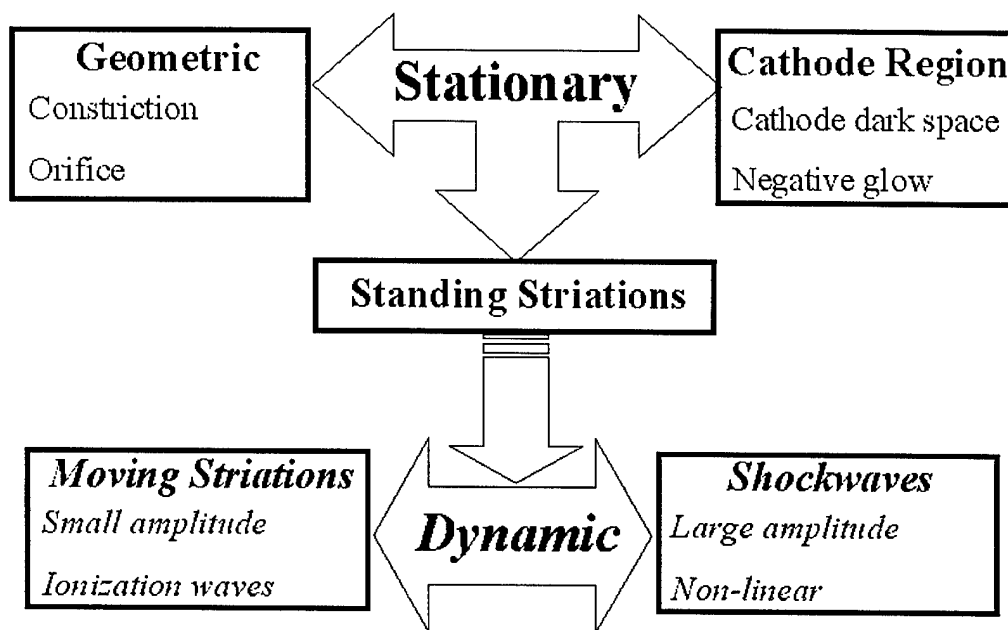 Geometric
Constriction
Orifice
Stationary
Cathode Region
Cathode dark space
Negative glow
Standing Striations
Moving Striations
Small amplitude
Ionization waves
Dynamic
Shockwaves
Large amplitude
Non-linear